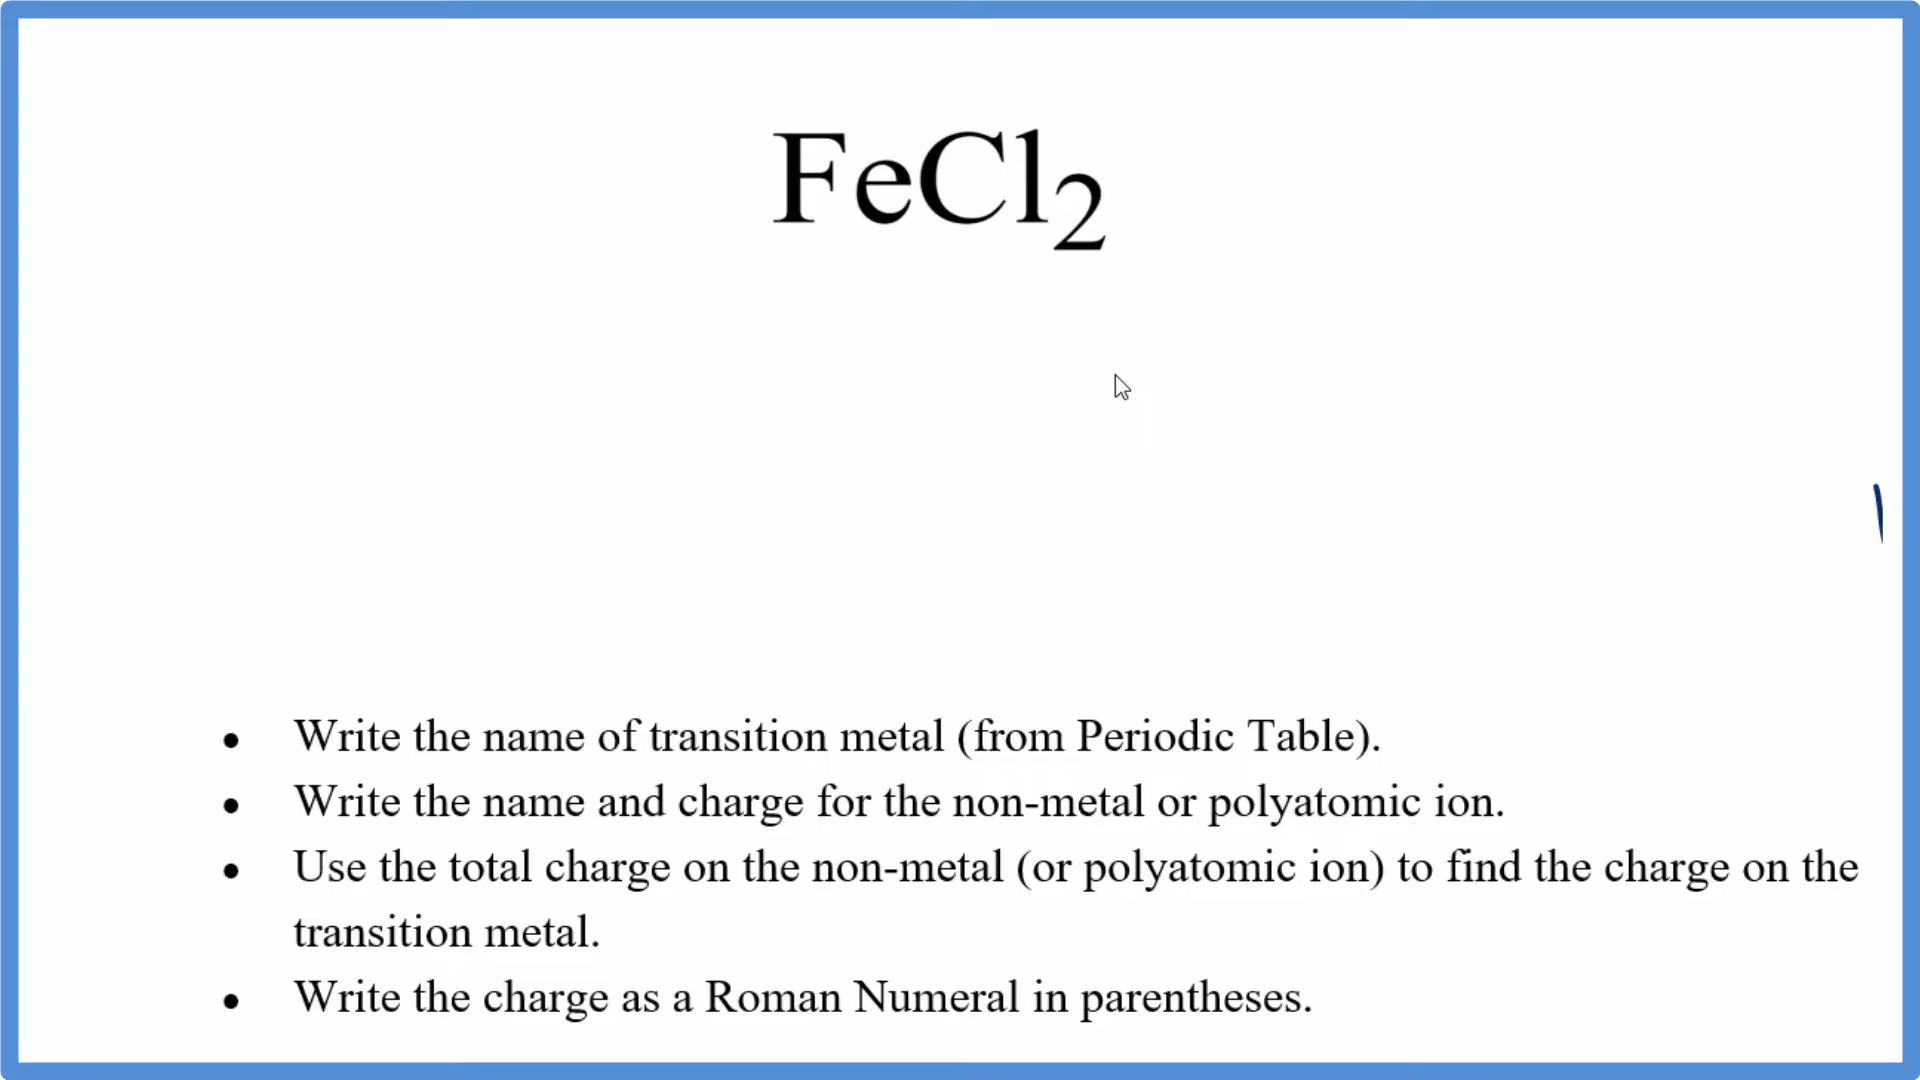 FeCl₂
• Write the name of transition metal (from Periodic Table).
• Write the name and charge for the non-metal or polyatomic ion.
• Use the total charge on the non-metal (or polyatomic ion) to find the charge on the
transition metal.
• Write the charge as a Roman Numeral in parentheses.